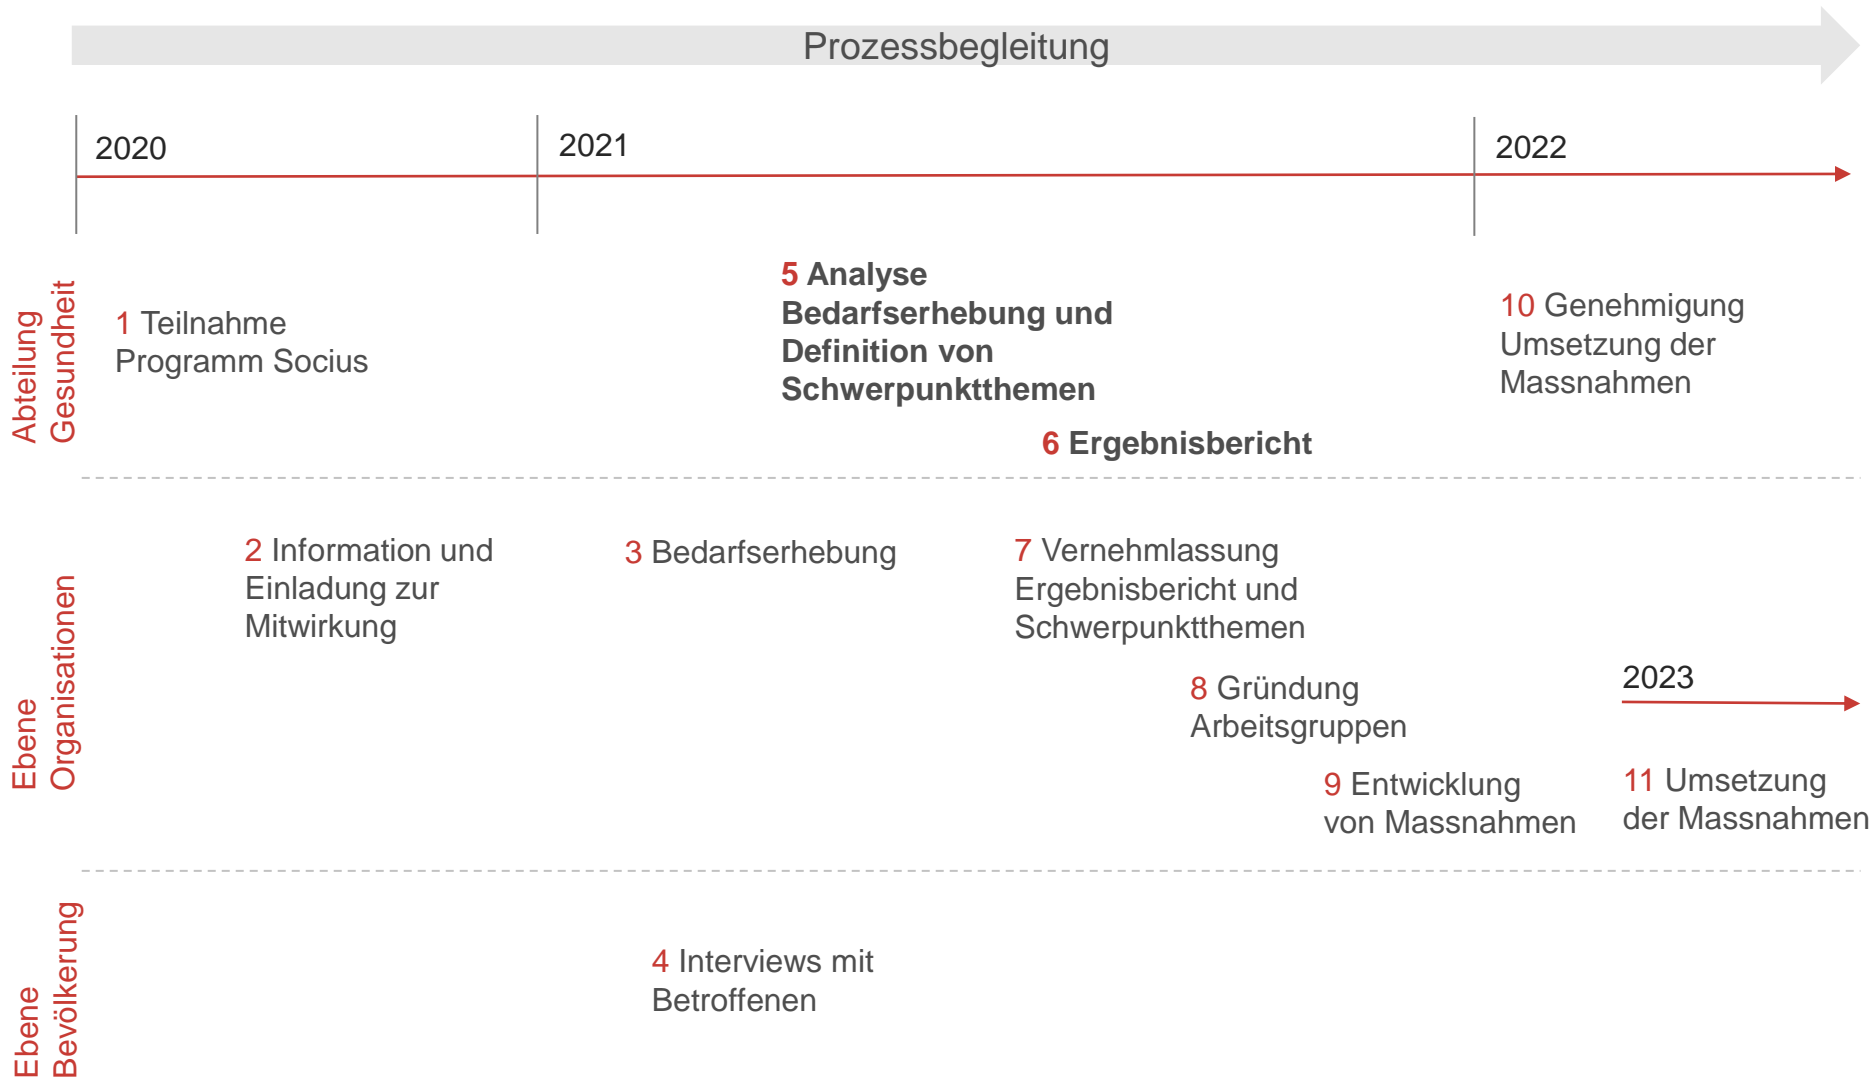 Prozessbegleitung
2020
2021
2022
Abteilung
Gesundheit
1 Teilnahme
Programm Socius
5 Analyse
Bedarfserhebung und
Definition von
Schwerpunktthemen
6 Ergebnisbericht
10 Genehmigung
Umsetzung der
Massnahmen
Ebene
Organisationen
2 Information und
Einladung zur
Mitwirkung
3 Bedarfserhebung
7 Vernehmlassung
Ergebnisbericht und
Schwerpunktthemen
8 Gründung
Arbeitsgruppen
9 Entwicklung
von Massnahmen
2023
11 Umsetzung
der Massnahmen
Ebene
Bevölkerung
4 Interviews mit
Betroffenen